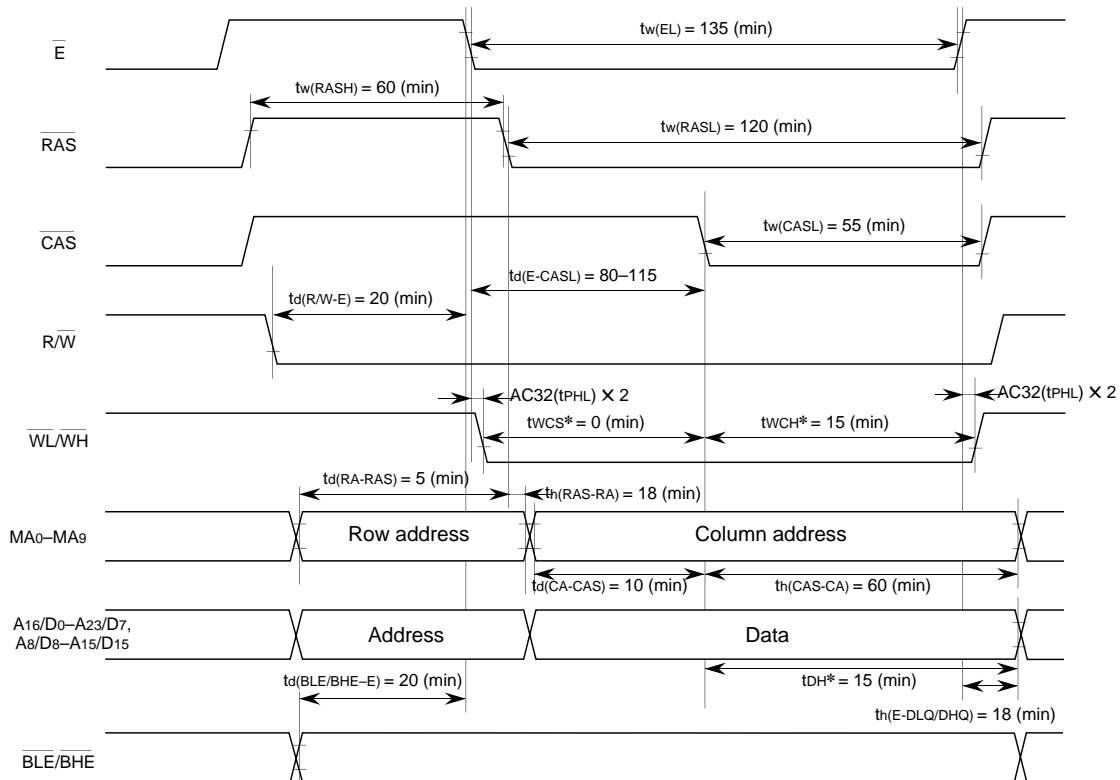 E
tw(EL) = 135 (min)
tw(RASH) = 60 (min)
RAS
tw(RASL) = 120 (min)
CAS
tw(CASL) = 55 (min)
td(E-CASL) = 80–115
td(R/W-E) = 20 (min)
R/W
AC32(tPHL) ✕ 2
AC32(tPHL) ✕ 2
WL/WH
tWCS* = 0 (min)
tWCH* = 15 (min)
td(RA-RAS) = 5 (min)
th(RAS-RA) = 18 (min)
MA0–MA9
Row address
Column address
td(CA-CAS) = 10 (min)
th(CAS-CA) = 60 (min)
A16/D0–A23/D7,
A8/D8–A15/D15
Address
Data
td(BLE/BHE–E) = 20 (min)
tDH* = 15 (min)
th(E-DLQ/DHQ) = 18 (min)
BLE/BHE